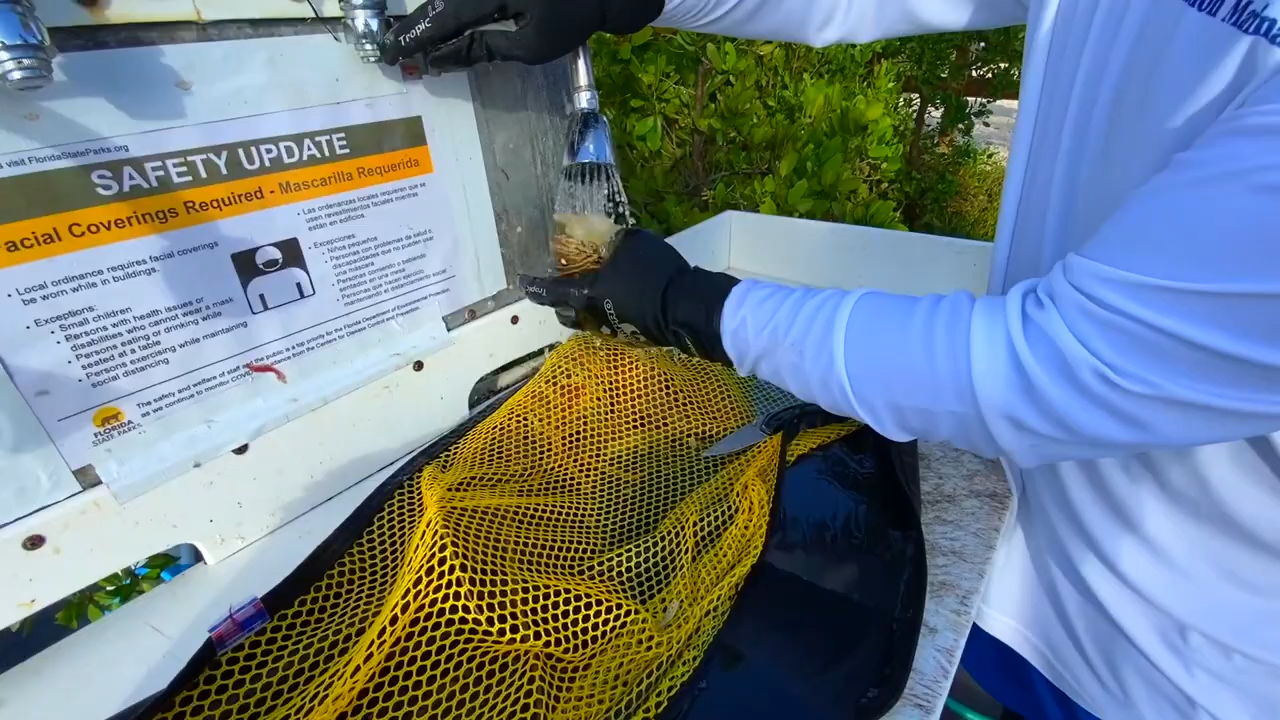 visit FloridaStateParks.org
SAFETY UPDATE
acial Coverings Required - Mascarilla Requerida
• Local ordinance requires facial coverings
be worn while in buildings.
• Exceptions:
• Small children
• Persons with health issues or
disabilities who cannot wear a mask
• Persons eating or drinking while
seated at a table
• Persons exercising while maintaining
social distancing
• Las ordenanzas locales requieren que se
usen revestimientos faciales mientras
están en edificios.
• Excepciones:
• Niños pequeños
• Personas con problemas de salud o
discapacidades que no pueden usar
una máscara
• Personas comiendo o bebiendo
sentados en una mesa
• Personas que hacen ejercicio
manteniendo el distanciamiento social
The safety and welfare of staff and the public is a top priority for the Florida Department of Environmental Protection,
as we continue to monitor COVID guidance from the Centers for Disease Control and Prevention.
FLORIDA
STATE PARKS
Tropic 1.5
Tropic